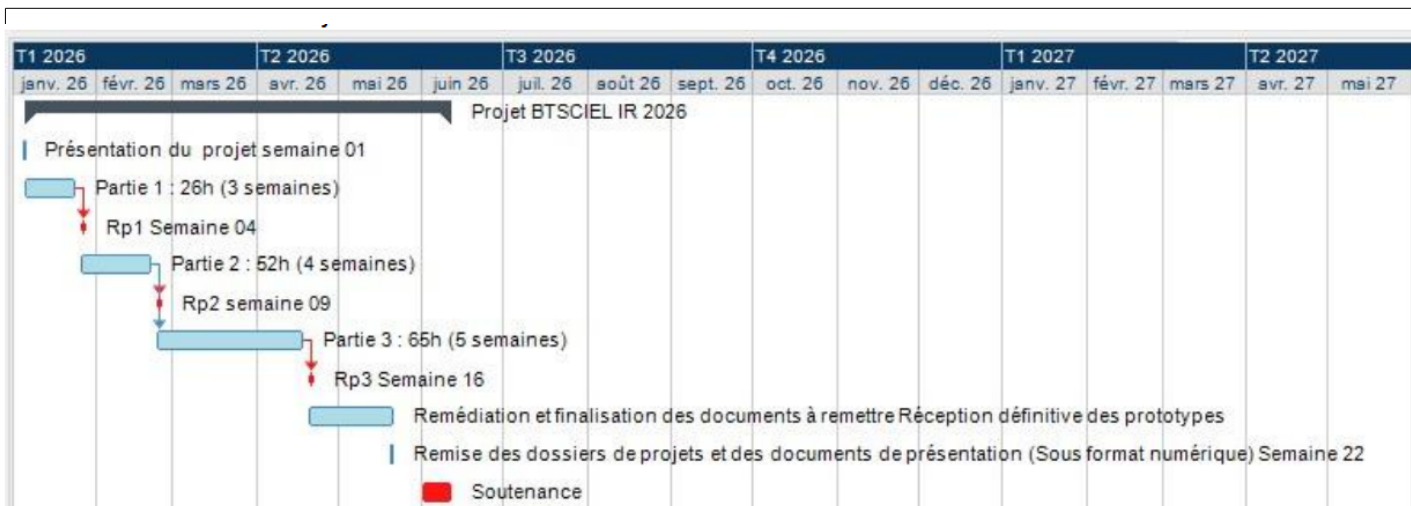 T1 2026 T2 2026 T3 2026 T4 2026 T1 2027 T2 2027
janv. 26 févr. 26 mars 26 avr. 26 mai 26 juin 26 juil. 26 août 26 sept. 26 oct. 26 nov. 26 déc. 26 janv. 27 févr. 27 mars 27 avr. 27 mai 27
Projet BTSCIEL IR 2026
Présentation du projet semaine 01
Partie 1 : 26h (3 semaines)
Rp1 Semaine 04
Partie 2 : 52h (4 semaines)
Rp2 semaine 09
Partie 3 : 65h (5 semaines)
Rp3 Semaine 16
Remédiation et finalisation des documents à remettre Réception définitive des prototypes
Remise des dossiers de projets et des documents de présentation (Sous format numérique) Semaine 22
Soutenance